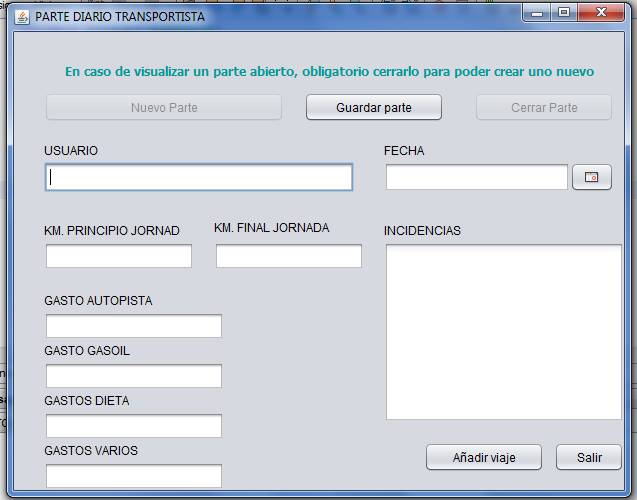 PARTE DIARIO TRANSPORTISTA
En caso de visualizar un parte abierto, obligatorio cerrarlo para poder crear uno nuevo
Nuevo Parte
Guardar parte
Cerrar Parte
USUARIO
FECHA
KM. PRINCIPIO JORNAD
KM. FINAL JORNADA
INCIDENCIAS
GASTO AUTOPISTA
GASTO GASOIL
GASTOS DIETA
GASTOS VARIOS
Añadir viaje
Salir